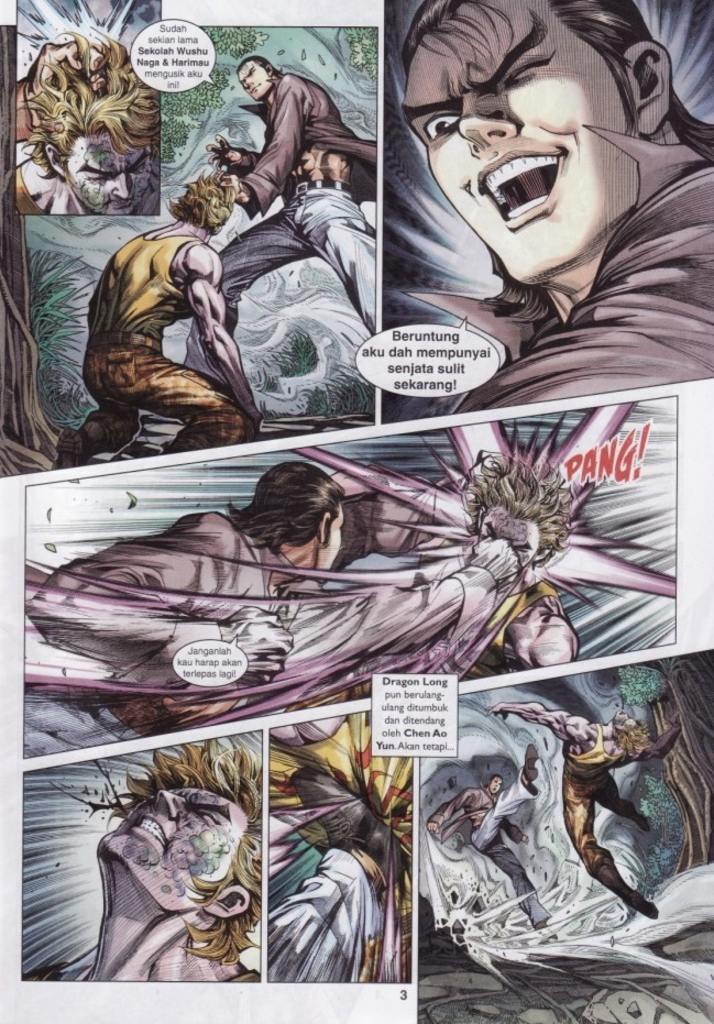 Sudah
sekian lama
Sekolah Wushu
Naga & Harimau
mengusik aku
ini!
Beruntung
aku dah mempunyai
senjata sulit
sekarang!
PANG!
Janganlah
kau harap akan
terlepas lagi!
Dragon Long
pun berulang-
ulang ditumbuk
dan ditendang
oleh Chen Ao
Yun. Akan tetapi...
3